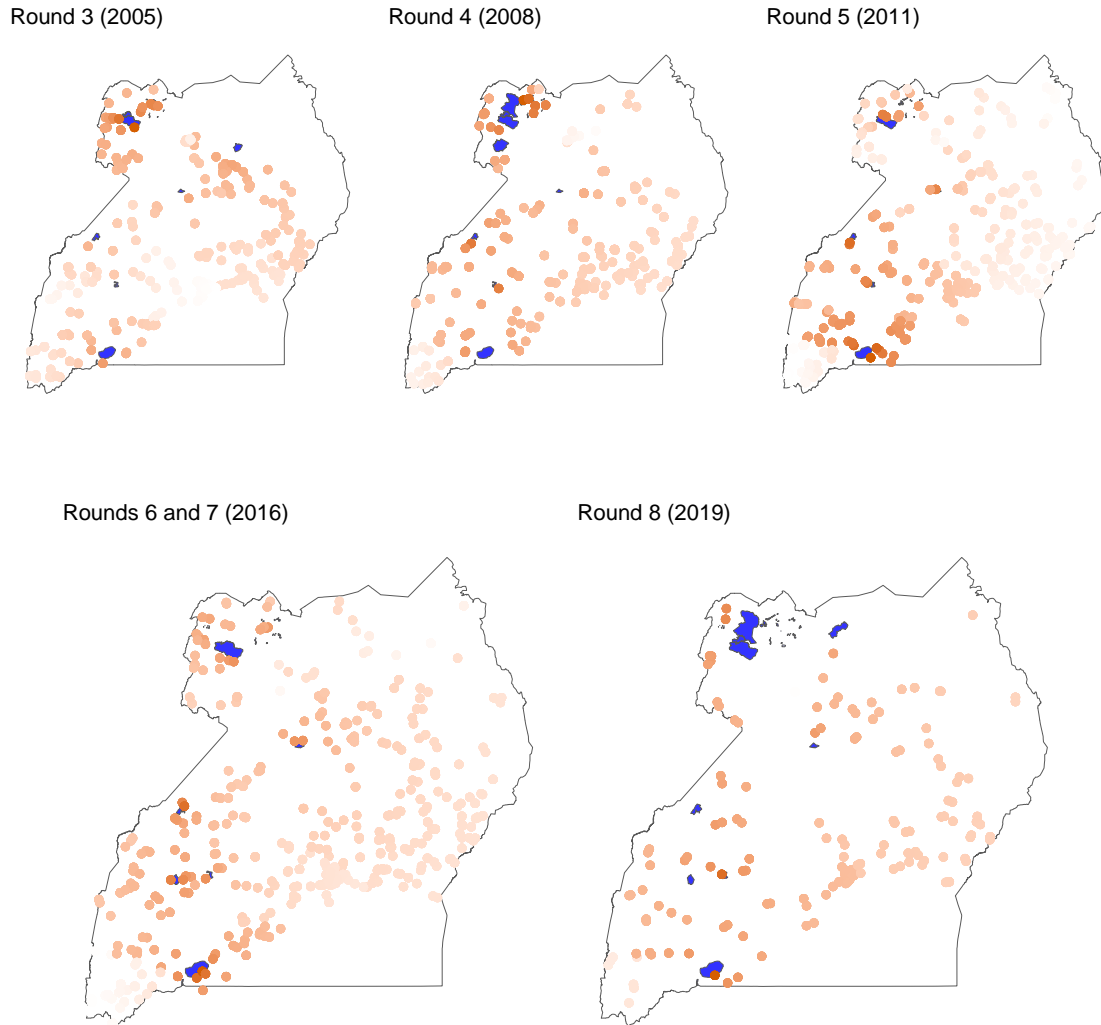 Round 3 (2005)
Round 4 (2008)
Round 5 (2011)
Rounds 6 and 7 (2016)
Round 8 (2019)